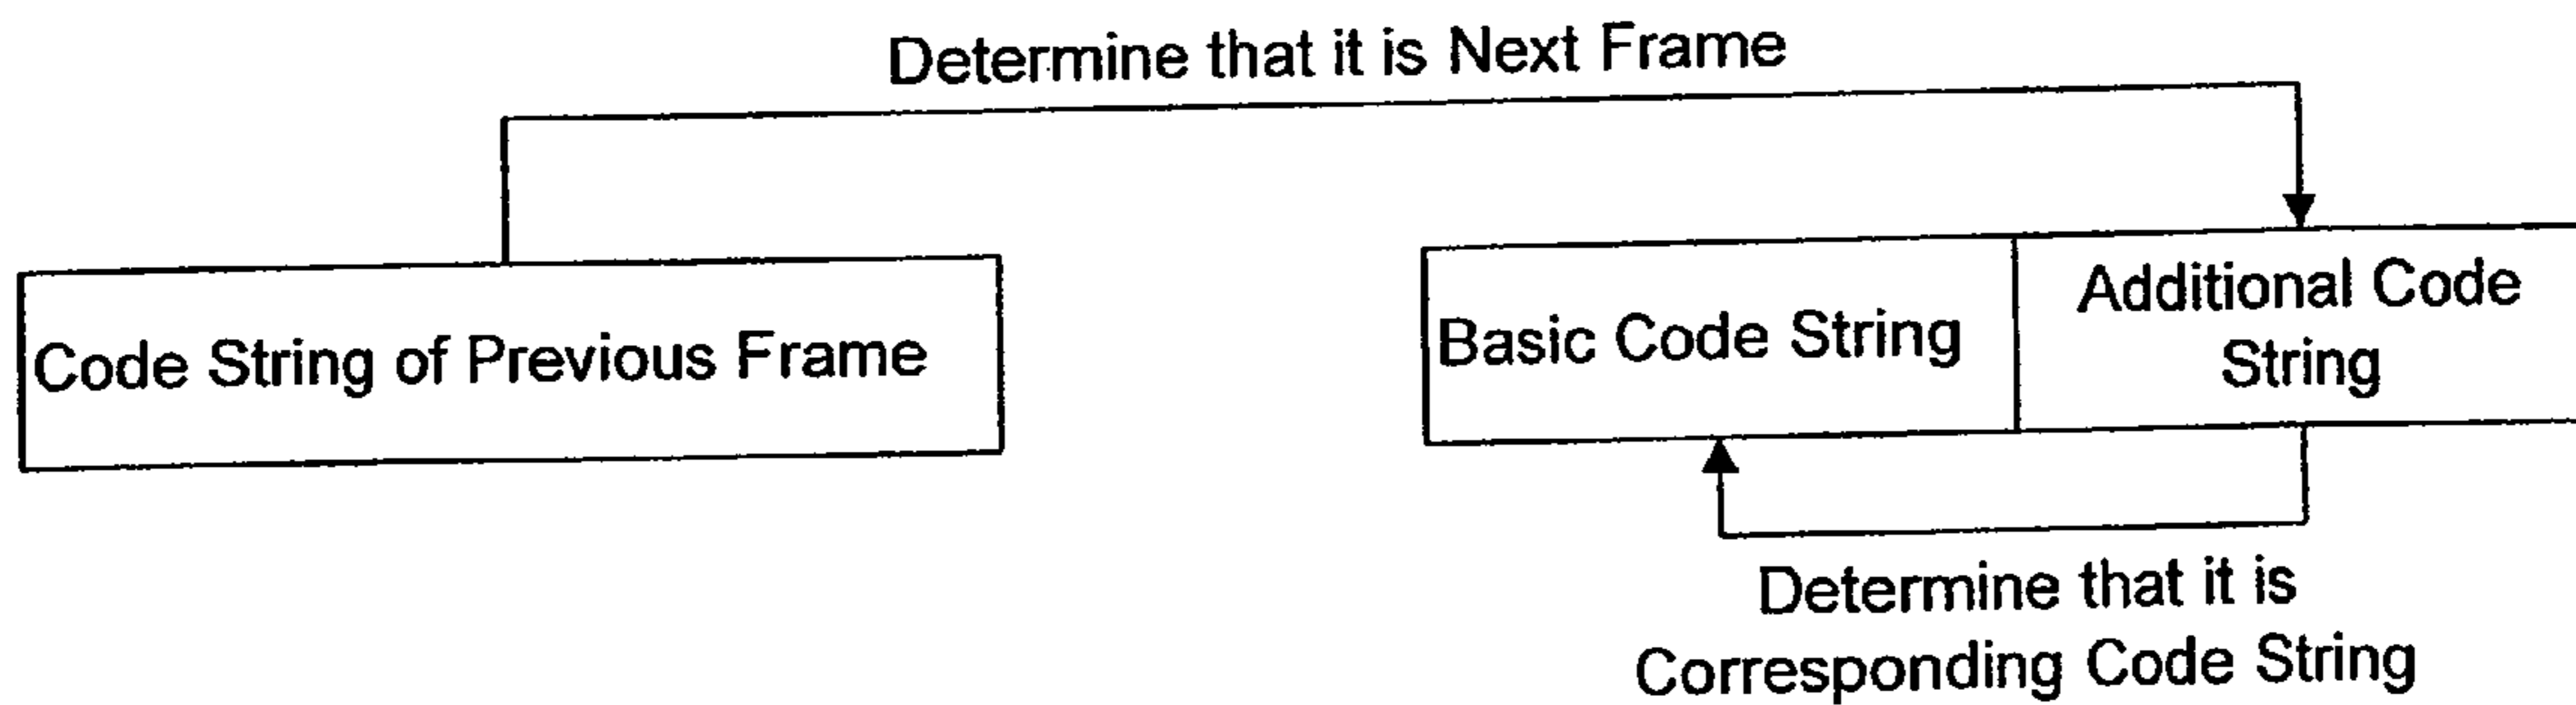 Determine that it is Next Frame
Code String of Previous Frame
Basic Code String
Additional Code
String
Determine that it is
Corresponding Code String